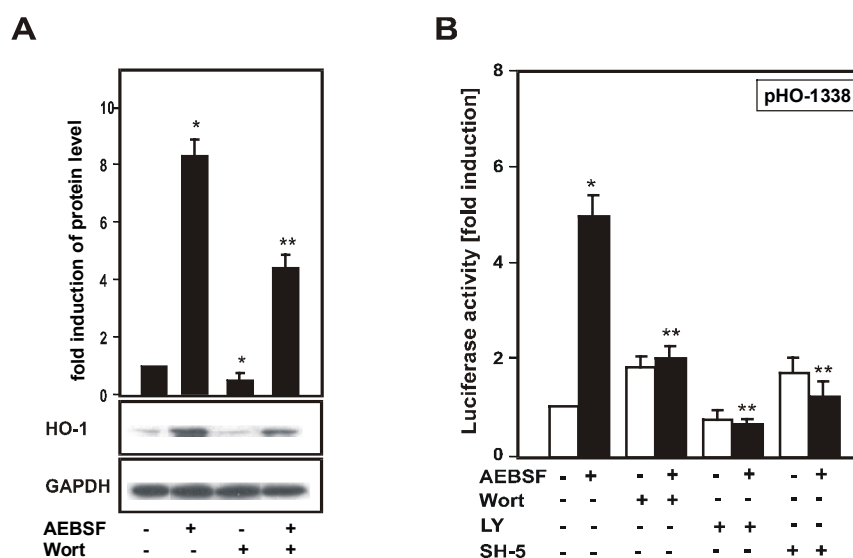 A
fold induction of protein level
10
8
6
4
2
0
*
*
**
HO-1
GAPDH
AEBSF - + - +
Wort - - + +
B
Luciferase activity [fold induction]
8
6
4
2
0
pHO-1338
*
**
**
**
AEBSF - + - + - + - +
Wort - - + + - - - -
LY - - - - + + - -
SH-5 - - - - - - + +